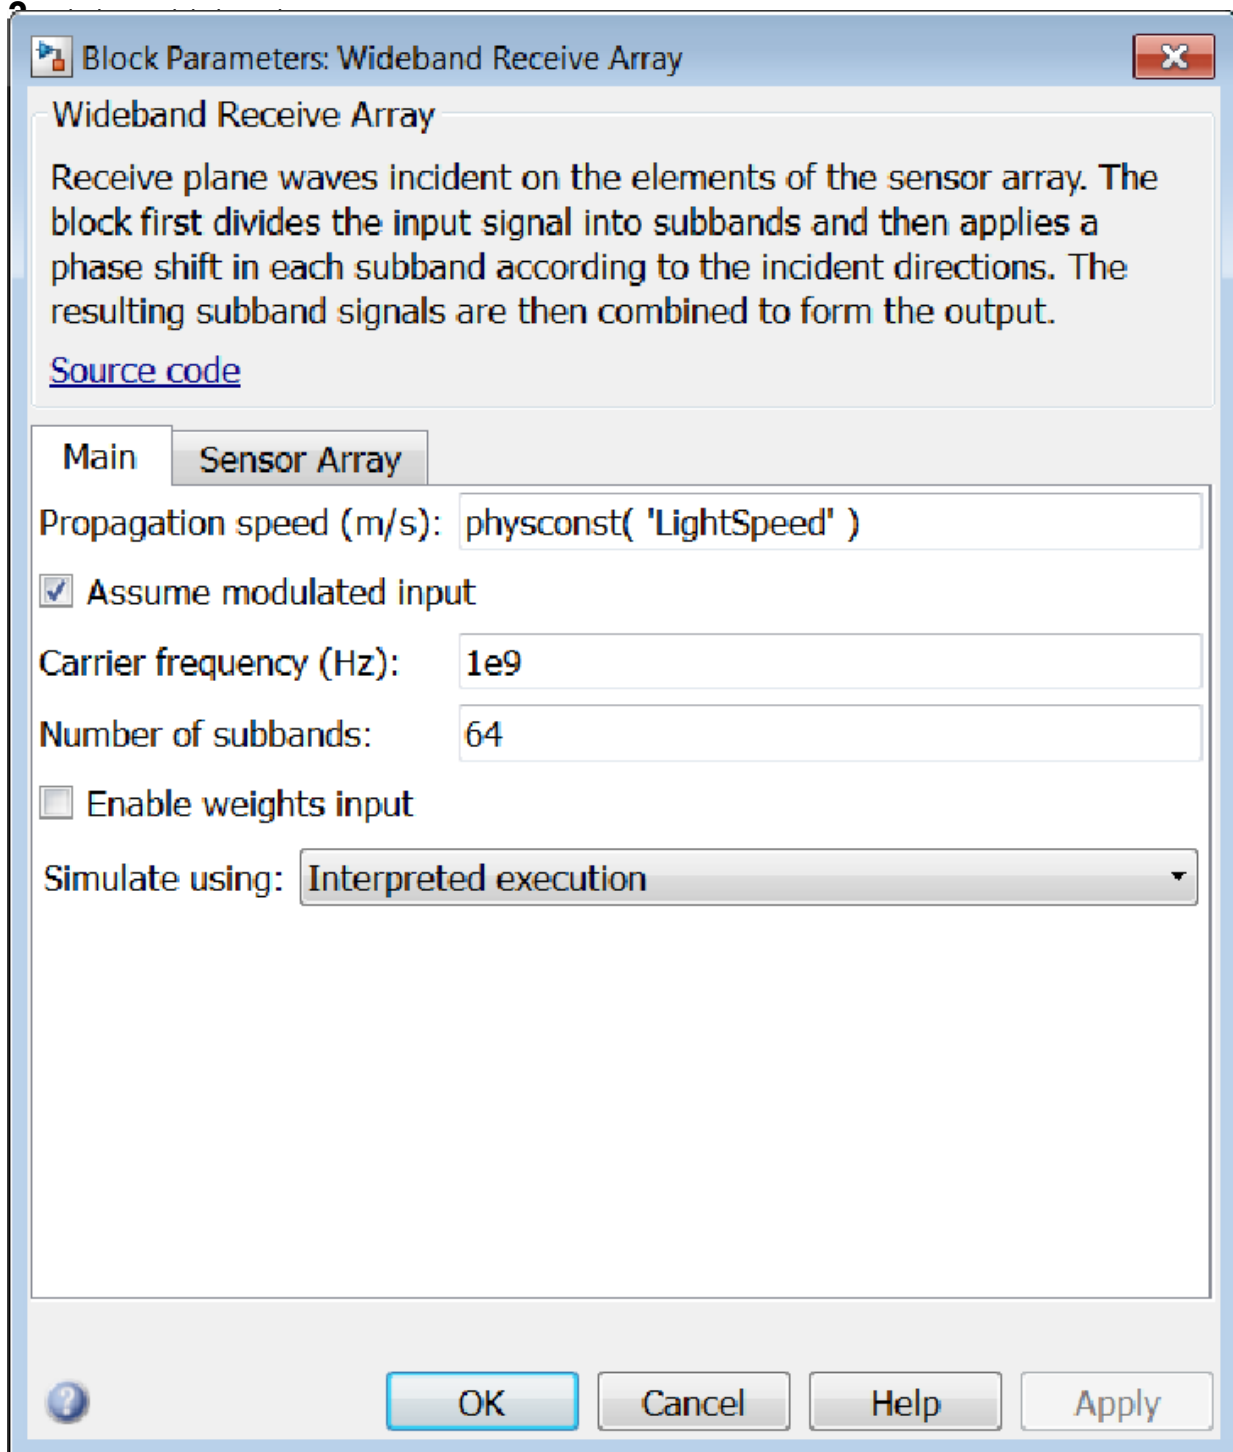 Block Parameters: Wideband Receive Array
Wideband Receive Array
Receive plane waves incident on the elements of the sensor array. The
block first divides the input signal into subbands and then applies a
phase shift in each subband according to the incident directions. The
resulting subband signals are then combined to form the output.
Source code
Main Sensor Array
Propagation speed (m/s): physconst( 'LightSpeed' )
Assume modulated input
Carrier frequency (Hz): 1e9
Number of subbands: 64
Enable weights input
Simulate using: Interpreted execution
? OK Cancel Help Apply